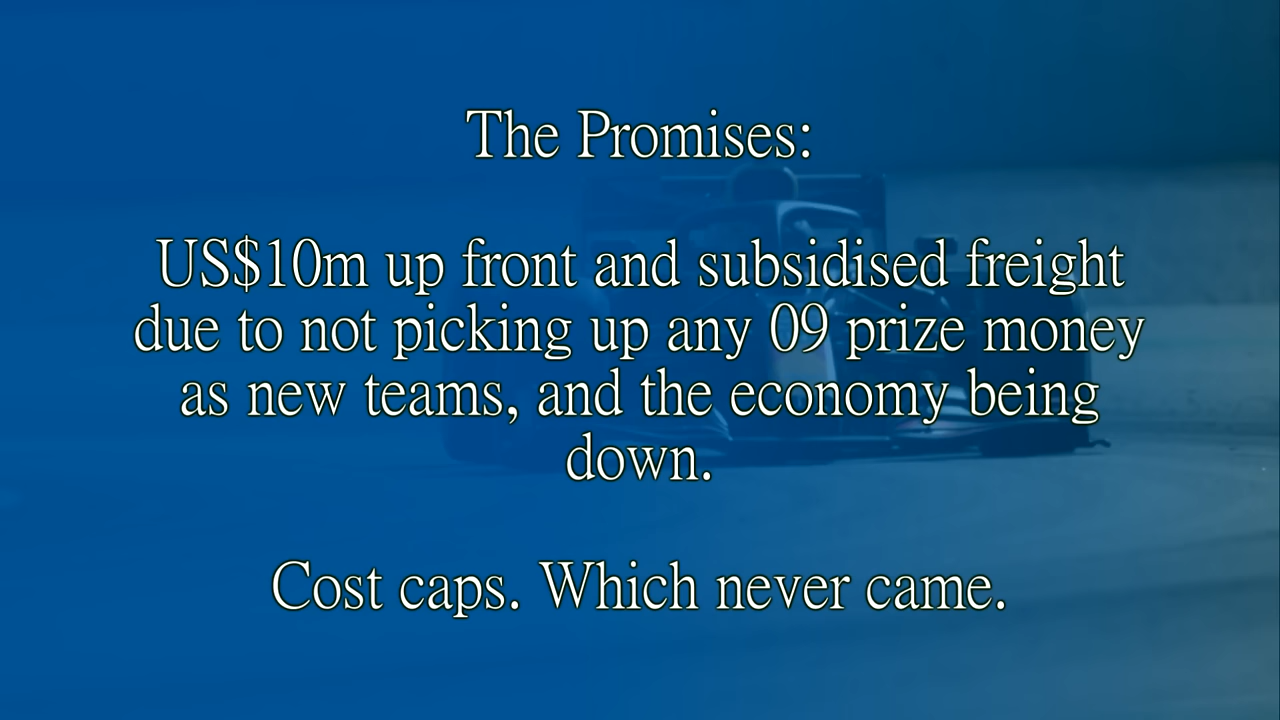 The Promises:
US$10m up front and subsidised freight
due to not picking up any 09 prize money
as new teams, and the economy being
down.
Cost caps. Which never came.